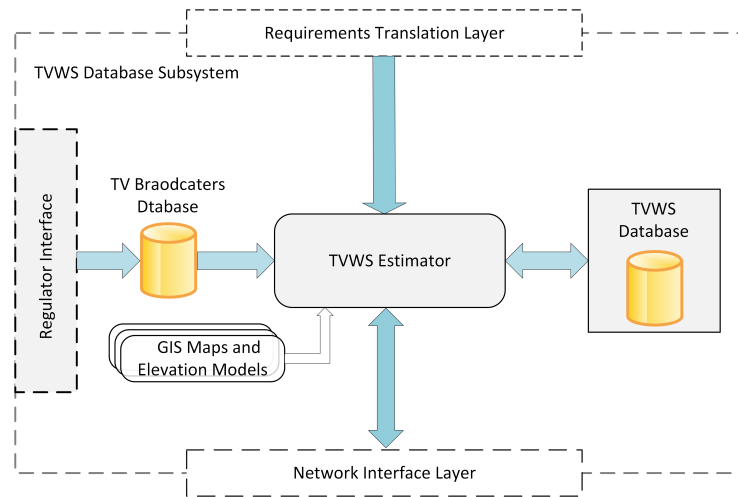 Requirements Translation Layer
TVWS Database Subsystem
Regulator Interface
TV Braodcaters
Dtabase
TVWS Estimator
TVWS
Database
GIS Maps and
Elevation Models
Network Interface Layer